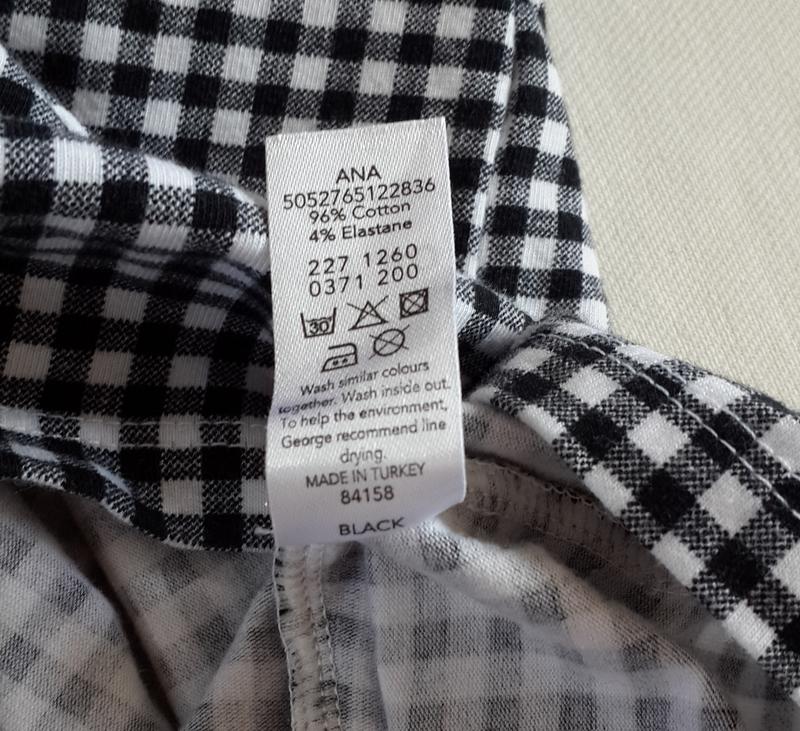 ANA
5052765122836
96% Cotton
4% Elastane
227 1260
0371 200
30
Wash similar colours
together. Wash inside out.
To help the environment,
George recommend line
drying.
MADE IN TURKEY
84158
BLACK